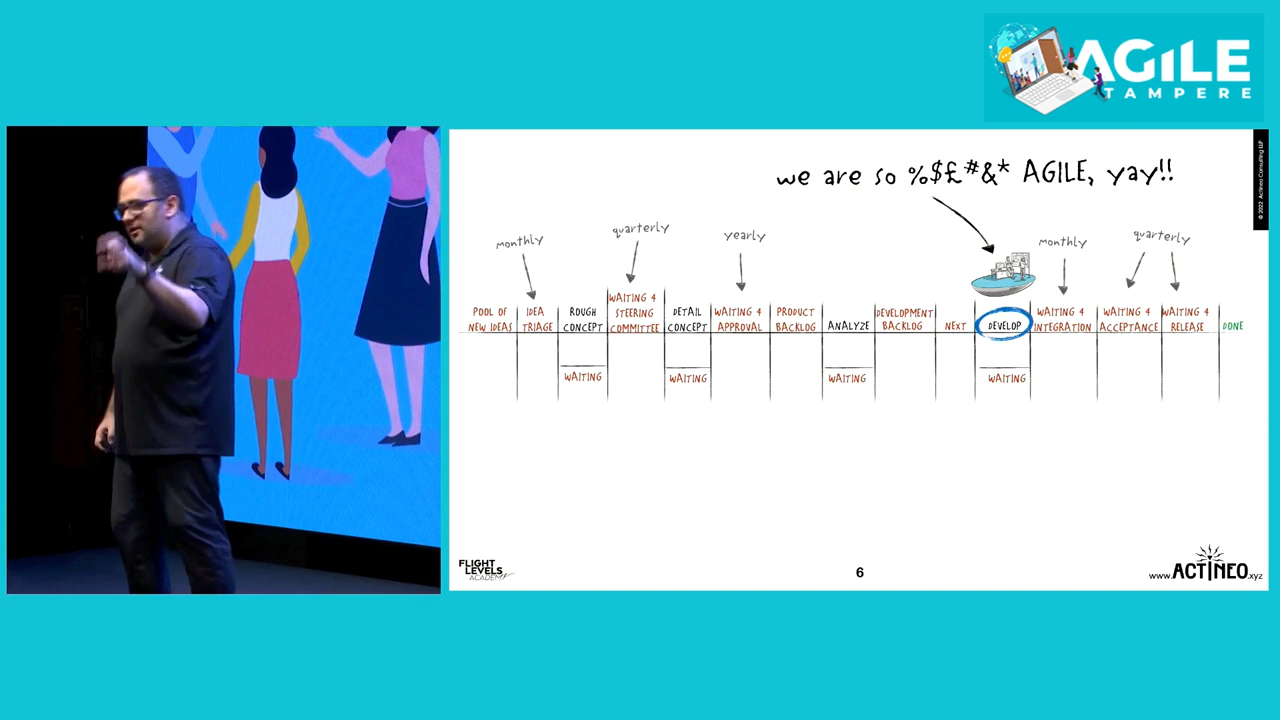 AGILE
TAMPERE
© 2022 Actineo Consulting LLP
we are so %$£#&* AGILE, yay!!
monthly
quarterly
yearly
monthly
quarterly
POOL OF
NEW IDEAS
IDEA
TRIAGE
ROUGH
CONCEPT
WAITING
WAITING 4
STEERING
COMMITTEE
DETAIL
CONCEPT
WAITING
WAITING 4
APPROVAL
PRODUCT
BACKLOG
ANALYZE
WAITING
DEVELOPMENT
BACKLOG
NEXT
DEVELOP
WAITING
WAITING 4
INTEGRATION
WAITING 4
ACCEPTANCE
WAITING 4
RELEASE
DONE
FLIGHT
LEVELS
ACADEMY
6
www.ACTINEO.xyz